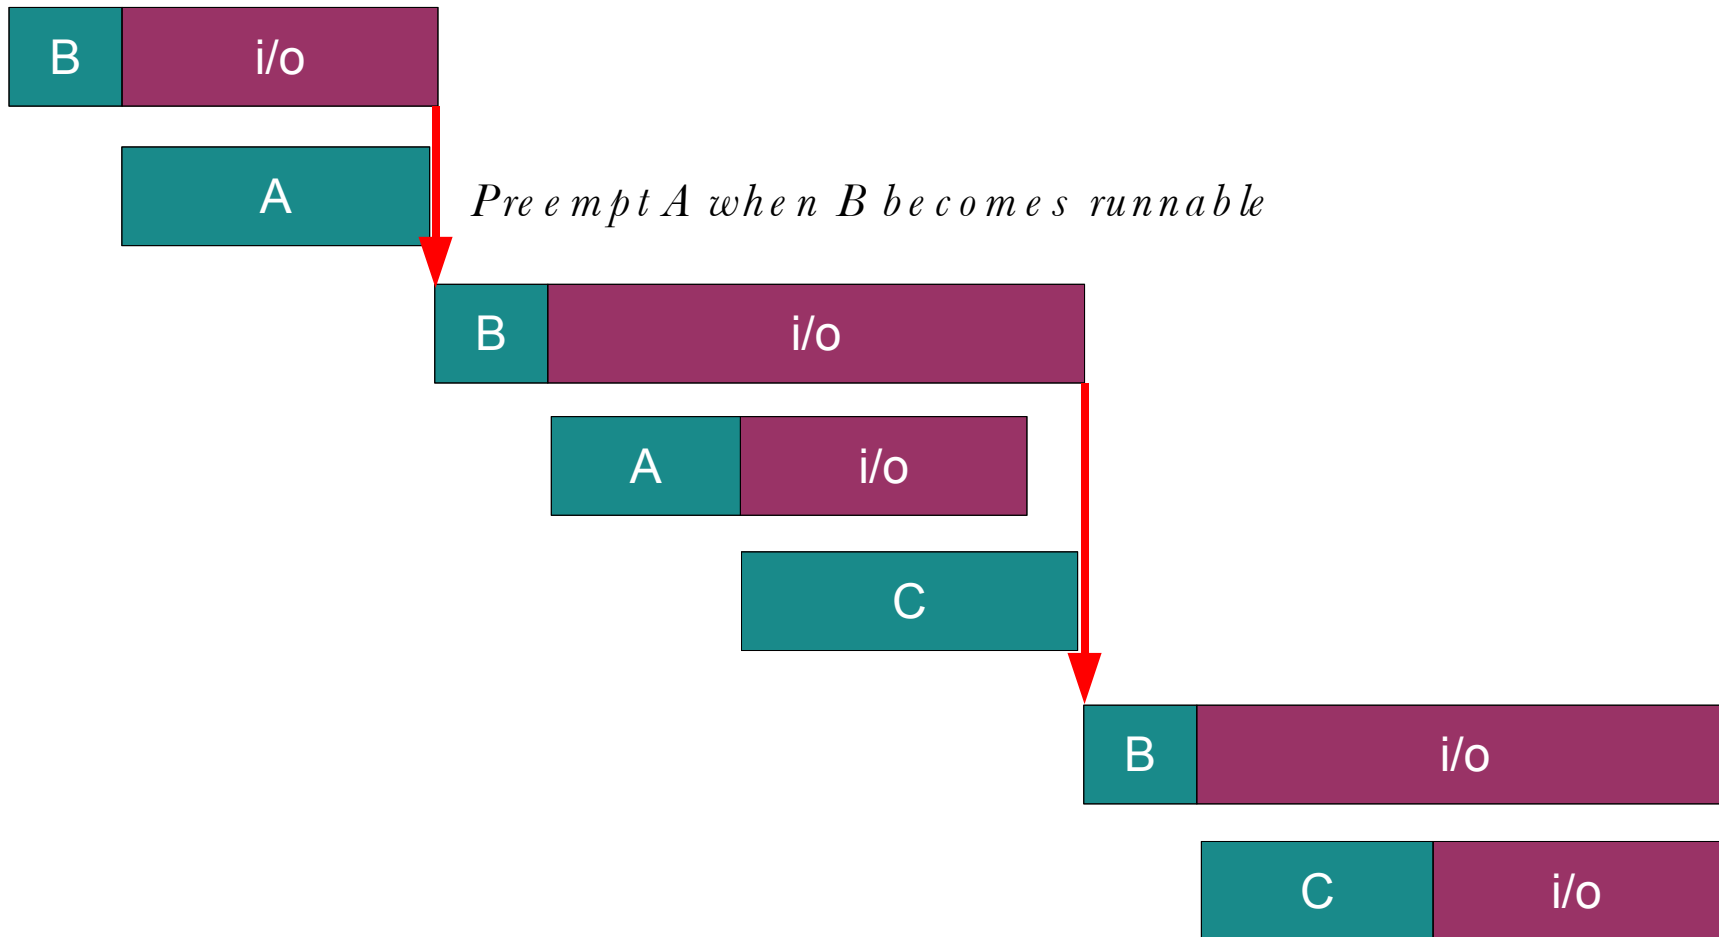 B i/o
A
Preempt A when B becomes runnable
B i/o
A i/o
C
B i/o
C i/o